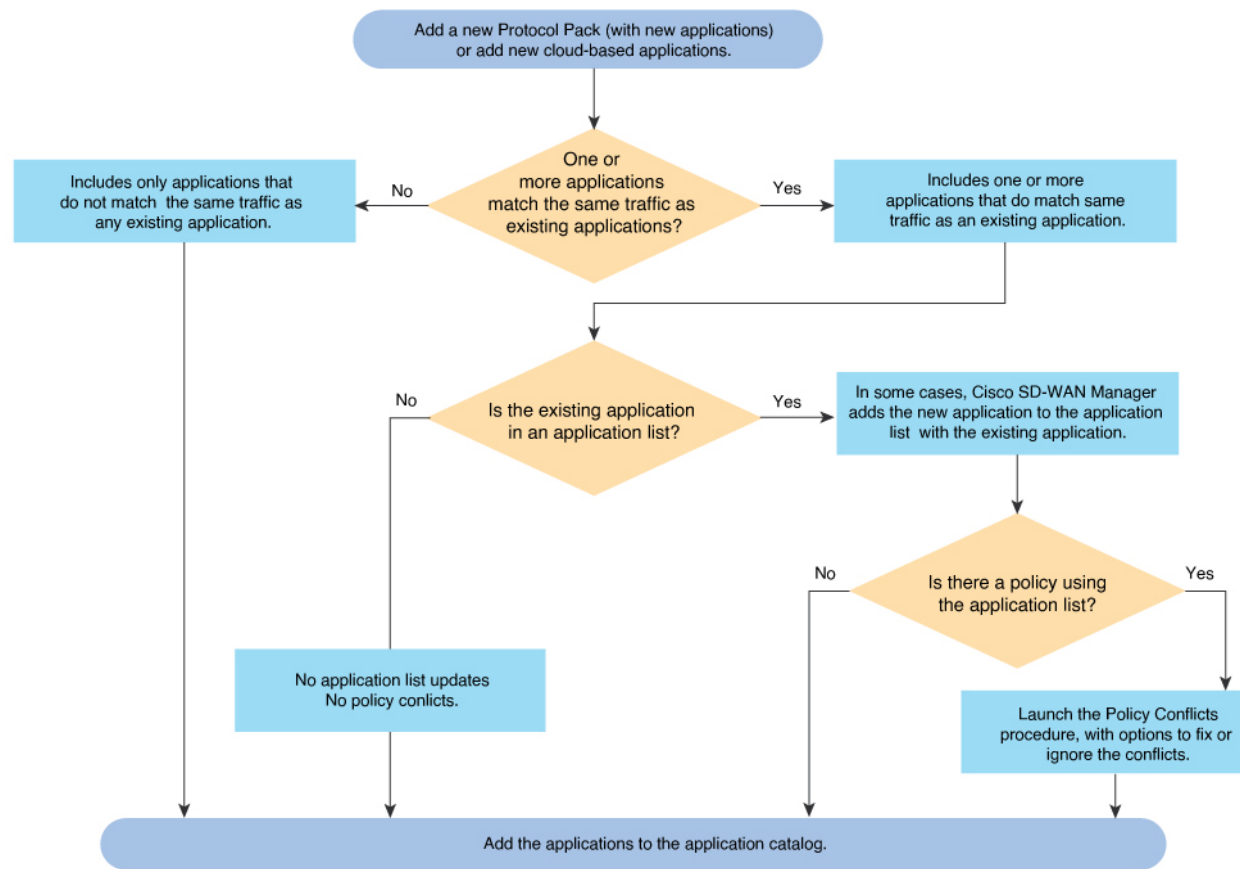 Add a new Protocol Pack (with new applications)
or add new cloud-based applications.
One or
more applications
match the same traffic as
existing applications?
No
Yes
Includes only applications that
do not match the same traffic as
any existing application.
Includes one or more
applications that do match same
traffic as an existing application.
Is the existing application
in an application list?
No
Yes
In some cases, Cisco SD-WAN Manager
adds the new application to the application
list with the existing application.
Is there a policy using
the application list?
No
Yes
No application list updates
No policy conlicts.
Launch the Policy Conflicts
procedure, with options to fix or
ignore the conflicts.
Add the applications to the application catalog.